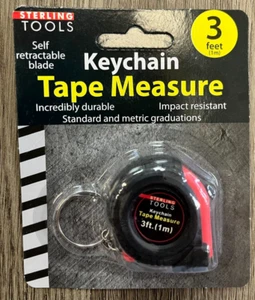 STERLING
TOOLS
Self
retractable
blade
3
feet
(1m)
Keychain
Tape Measure
Incredibly durable
Impact resistant
Standard and metric graduations
STERLING
TOOLS
Keychain
Tape Measure
3ft.(1m)